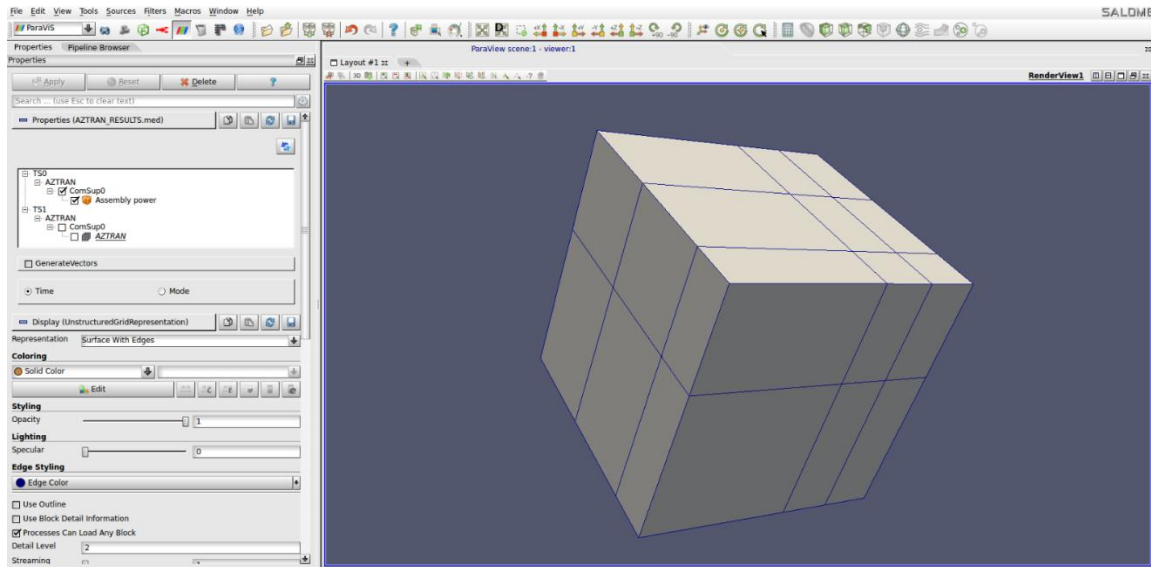 File Edit View Tools Sources Filters Macros Window Help
SALOME
ParaViS
Properties Pipeline Browser
ParaView scene:1 - viewer:1
Properties
Layout #1
Apply Reset Delete ?
3D
RenderView1
Search ... (use Esc to clear text)
Properties (AZTRAN_RESULTS.med)
TS0
AZTRAN
ComSup0
Assembly power
TS1
AZTRAN
ComSup0
AZTRAN
GenerateVectors
Time Mode
Display (UnstructuredGridRepresentation)
Representation Surface With Edges
Coloring
Solid Color
Edit
Styling
Opacity 1
Lighting
Specular 0
Edge Styling
Edge Color
Use Outline
Use Block Detail Information
Processes Can Load Any Block
Detail Level 2
Streaming